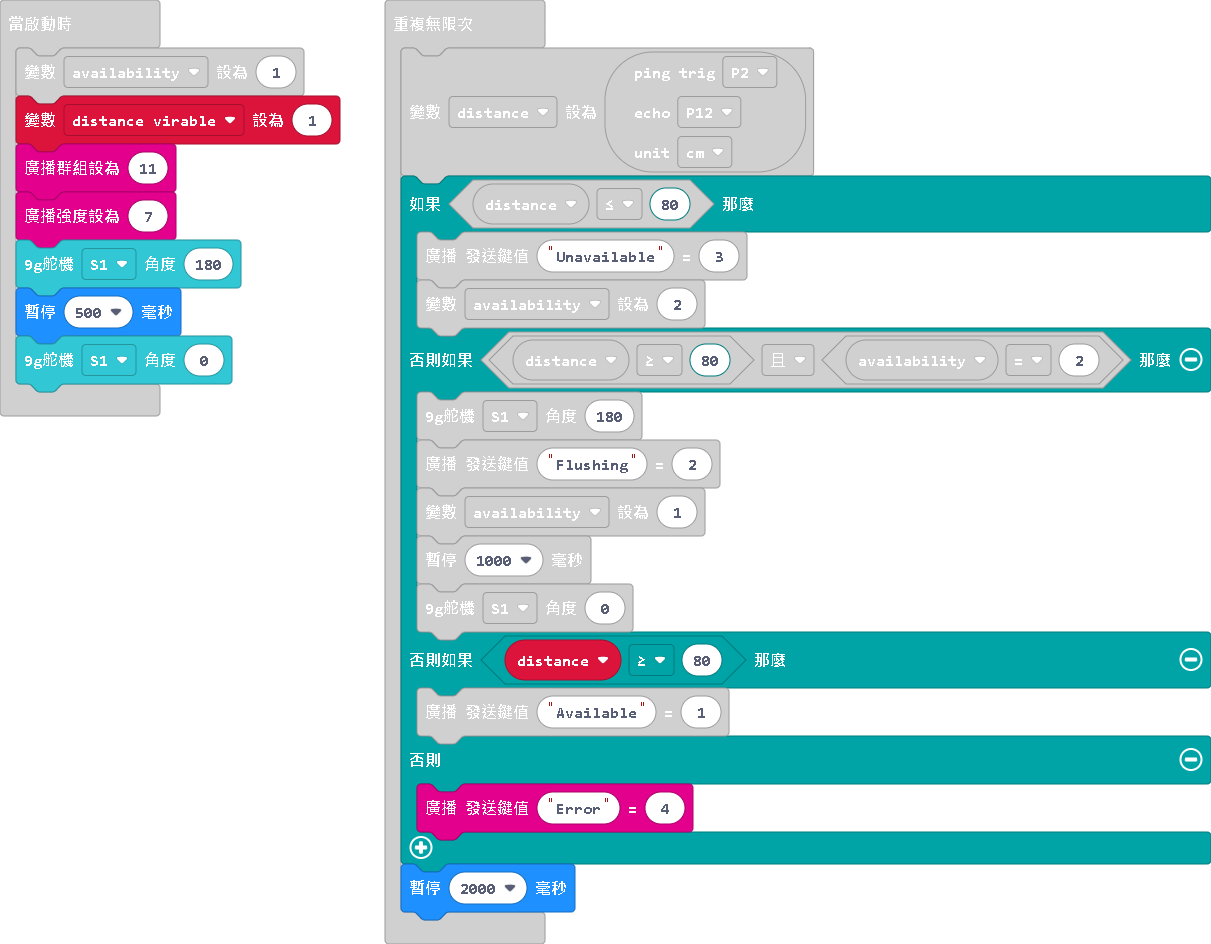 當啟動時
變數 availability 設為 1
變數 distance virable 設為 1
廣播群組設為 11
廣播強度設為 7
9g舵機 S1 角度 180
暫停 500 毫秒
9g舵機 S1 角度 0
重複無限次
變數 distance 設為 ping trig P2
echo P12
unit cm
如果 distance ≤ 80 那麼
廣播 發送鍵值 "Unavailable" = 3
變數 availability 設為 2
否則如果 distance ≥ 80 且 availability = 2 那麼
9g舵機 S1 角度 180
廣播 發送鍵值 "Flushing" = 2
變數 availability 設為 1
暫停 1000 毫秒
9g舵機 S1 角度 0
否則如果 distance ≥ 80 那麼
廣播 發送鍵值 "Available" = 1
否則
廣播 發送鍵值 "Error" = 4
暫停 2000 毫秒